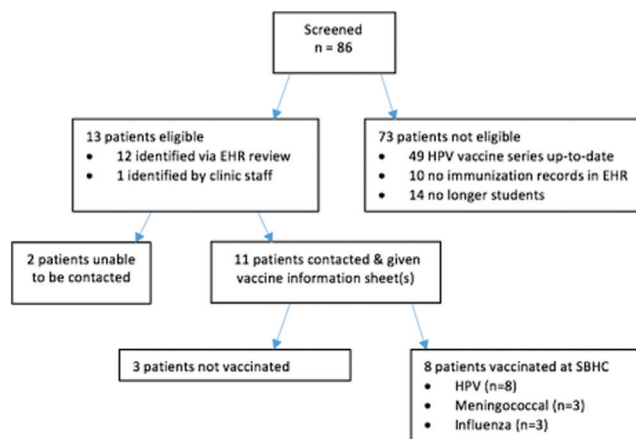 Screened
n = 86
13 patients eligible
• 12 identified via EHR review
• 1 identified by clinic staff
73 patients not eligible
• 49 HPV vaccine series up-to-date
• 10 no immunization records in EHR
• 14 no longer students
2 patients unable
to be contacted
11 patients contacted & given
vaccine information sheet(s)
3 patients not vaccinated
8 patients vaccinated at SBHC
• HPV (n=8)
• Meningococcal (n=3)
• Influenza (n=3)